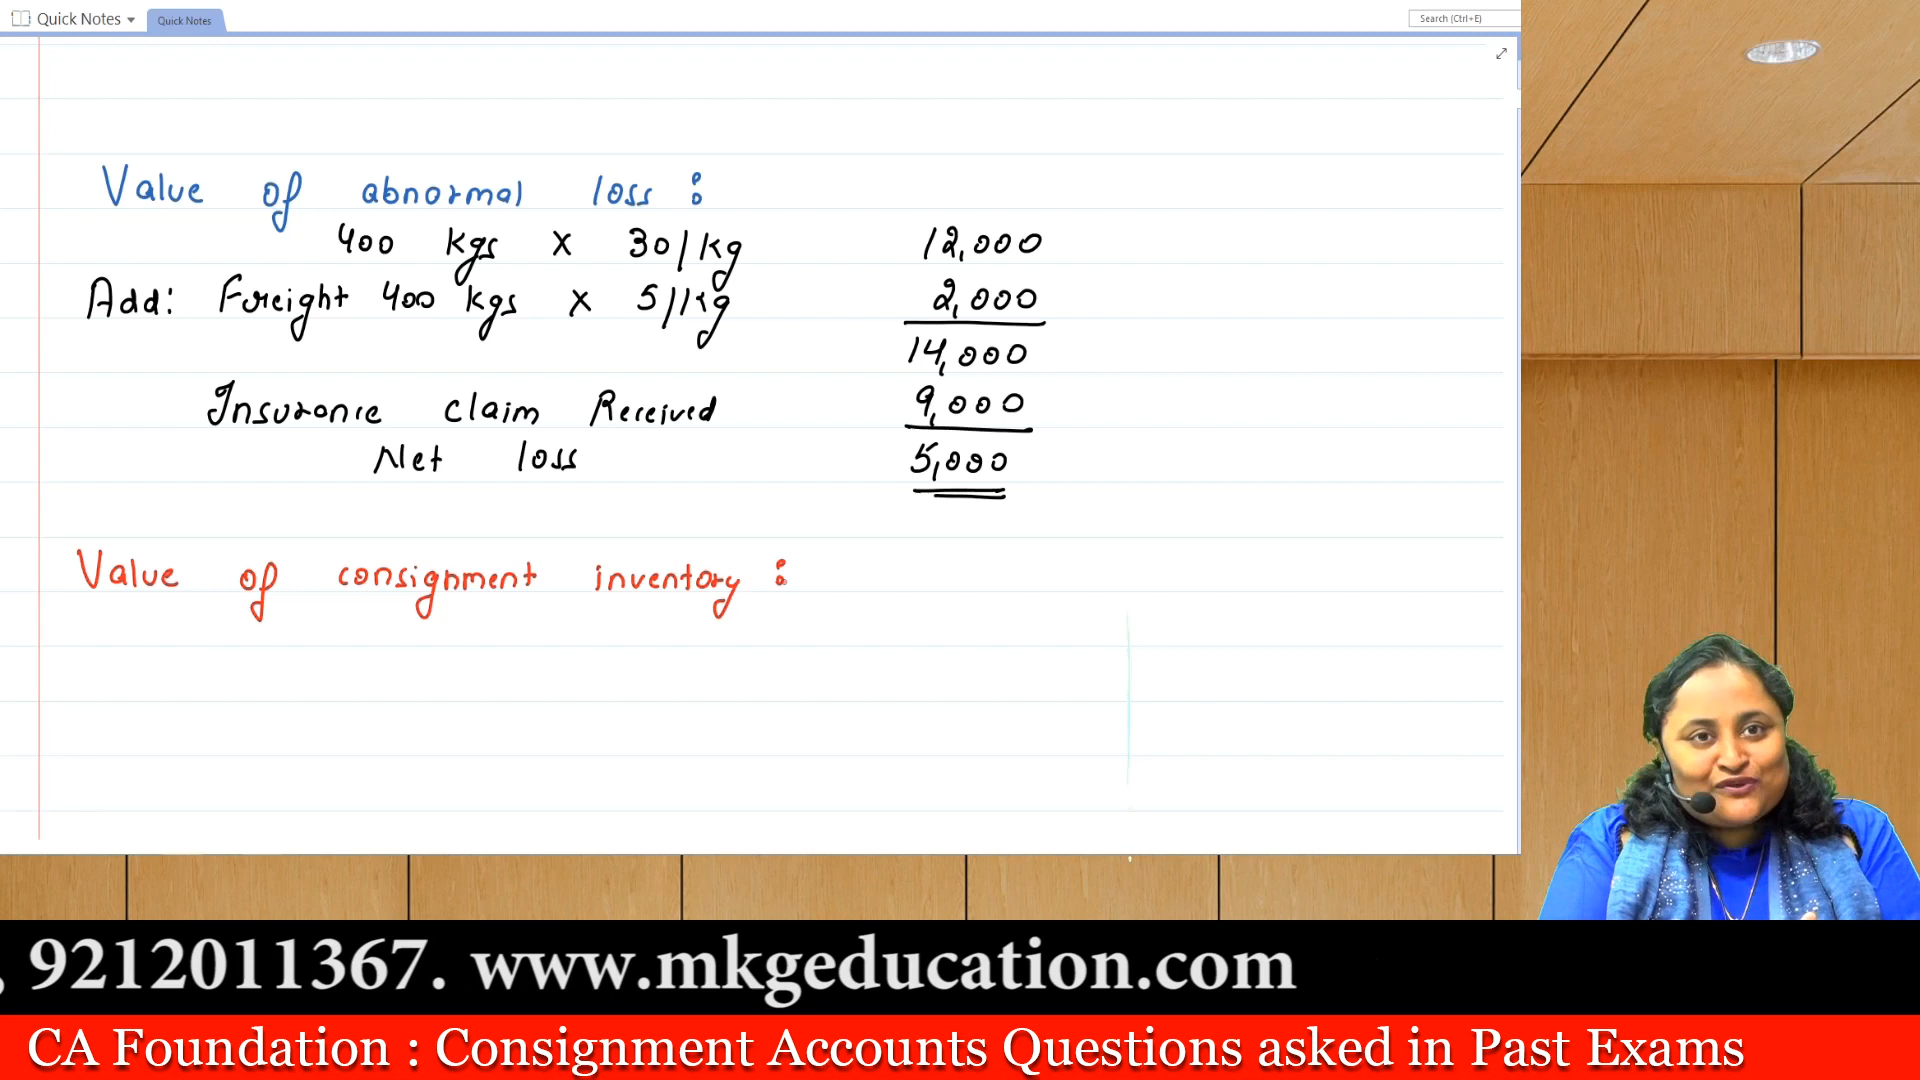 Quick Notes
Quick Notes
Search (Ctrl+E)
Value of abnormal loss :
400 kgs x 30/kg 12,000
Add: Freight 400 kgs x 5/kg 2,000
14,000
Insurance claim Received 9,000
Net loss 5,000
Value of consignment inventory :
, 9212011367. www.mkgeducation.com
CA Foundation : Consignment Accounts Questions asked in Past Exams